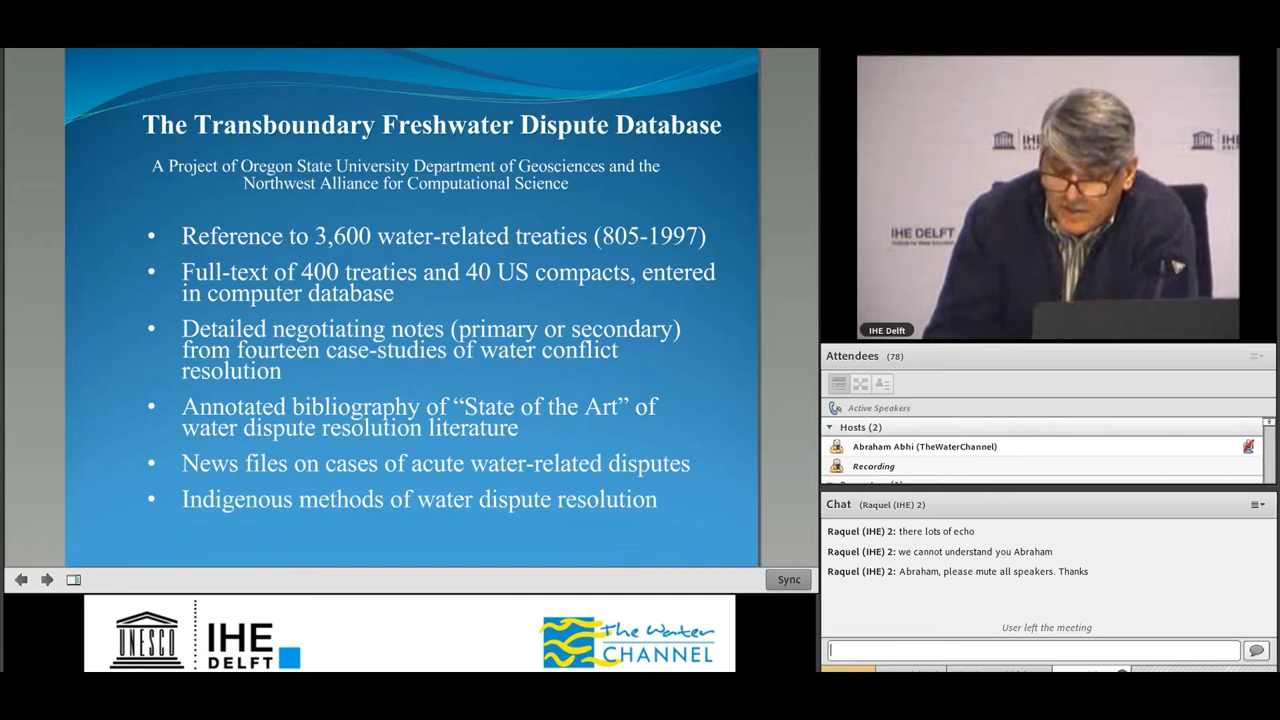 The Transboundary Freshwater Dispute Database
A Project of Oregon State University Department of Geosciences and the
Northwest Alliance for Computational Science
• Reference to 3,600 water-related treaties (805-1997)
• Full-text of 400 treaties and 40 US compacts, entered
in computer database
• Detailed negotiating notes (primary or secondary)
from fourteen case-studies of water conflict
resolution
• Annotated bibliography of “State of the Art” of
water dispute resolution literature
• News files on cases of acute water-related disputes
• Indigenous methods of water dispute resolution
Sync
UNESCO
IHE
DELFT
The Water
CHANNEL
IHE
IHE DELFT
IHE Delft
Attendees (78)
Active Speakers
Hosts (2)
Abraham Abhi (TheWaterChannel)
Recording
Chat (Raquel (IHE) 2)
Raquel (IHE) 2: there lots of echo
Raquel (IHE) 2: we cannot understand you Abraham
Raquel (IHE) 2: Abraham, please mute all speakers. Thanks
User left the meeting